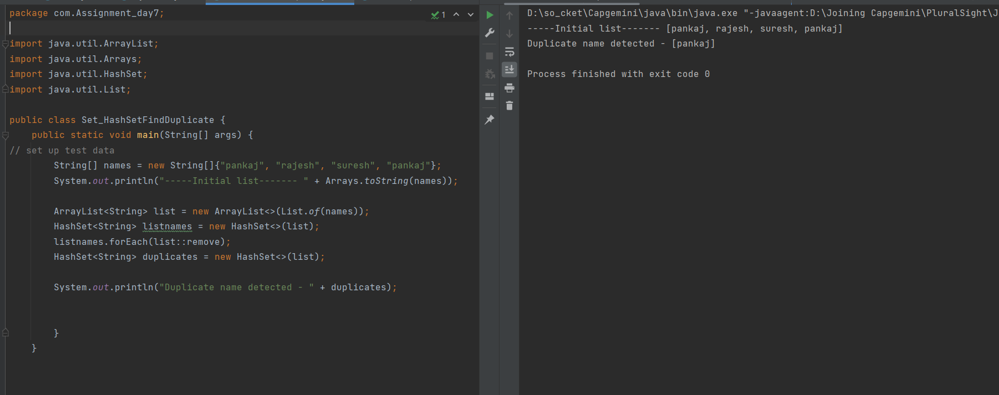 package com.Assignment_day7;
1
import java.util.ArrayList;
import java.util.Arrays;
import java.util.HashSet;
import java.util.List;
public class Set_HashSetFindDuplicate {
public static void main(String[] args) {
// set up test data
String[] names = new String[]{"pankaj", "rajesh", "suresh", "pankaj"};
System.out.println("-----Initial list------- " + Arrays.toString(names));
ArrayList<String> list = new ArrayList<>(List.of(names));
HashSet<String> listnames = new HashSet<>(list);
listnames.forEach(list::remove);
HashSet<String> duplicates = new HashSet<>(list);
System.out.println("Duplicate name detected - " + duplicates);
}
}
D:\so_cket\Capgemini\java\bin\java.exe "-javaagent:D:\Joining Capgemini\PluralSight\J
-----Initial list------- [pankaj, rajesh, suresh, pankaj]
Duplicate name detected - [pankaj]
Process finished with exit code 0